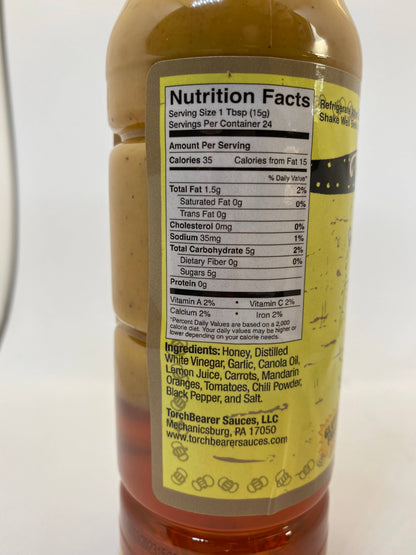 Nutrition Facts
Serving Size 1 Tbsp (15g)
Servings Per Container 24
Amount Per Serving
Calories 35 Calories from Fat 15
% Daily Value*
Total Fat 1.5g 2%
Saturated Fat 0g 0%
Trans Fat 0g
Cholesterol 0mg 0%
Sodium 35mg 1%
Total Carbohydrate 5g 2%
Dietary Fiber 0g 0%
Sugars 5g
Protein 0g
Vitamin A 2% • Vitamin C 2%
Calcium 2% • Iron 2%
*Percent Daily Values are based on a 2,000
calorie diet. Your daily values may be higher or
lower depending on your calorie needs.
Ingredients: Honey, Distilled
White Vinegar, Garlic, Canola Oil,
Lemon Juice, Carrots, Mandarin
Oranges, Tomatoes, Chili Powder,
Black Pepper, and Salt.
TorchBearer Sauces, LLC
Mechanicsburg, PA 17050
www.torchbearersauces.com
Refrigerate
Shake Well